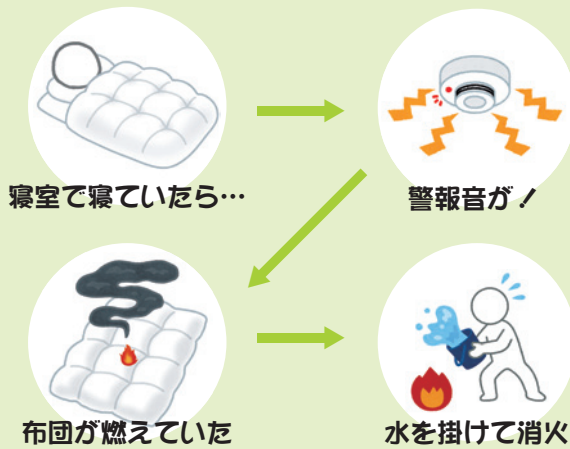 寝室で寝ていたら…
警報音が！
布団が燃えていた
水を掛けて消火